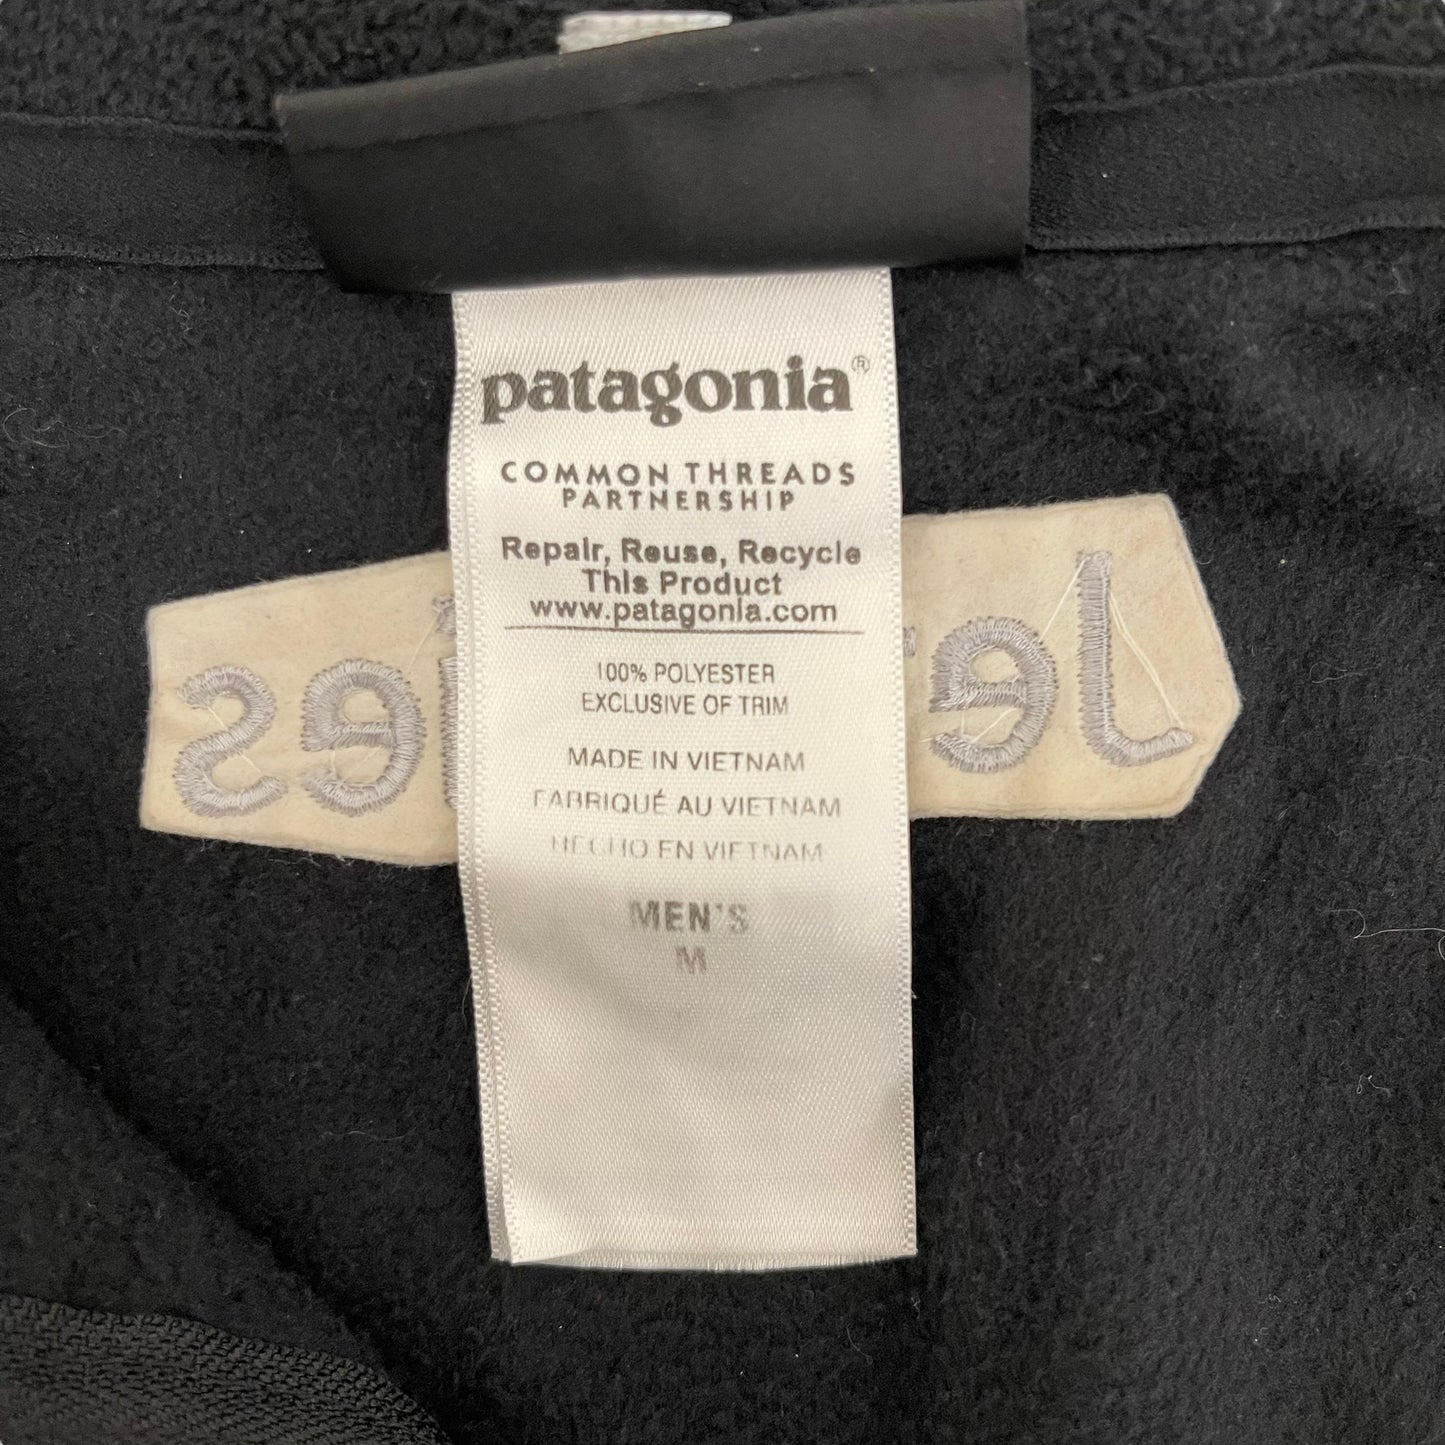 patagonia®
COMMON THREADS
PARTNERSHIP
Repair, Reuse, Recycle
This Product
www.patagonia.com
100% POLYESTER
EXCLUSIVE OF TRIM
MADE IN VIETNAM
FABRIQUÉ AU VIETNAM
HECHO EN VIETNAM
MEN'S
M